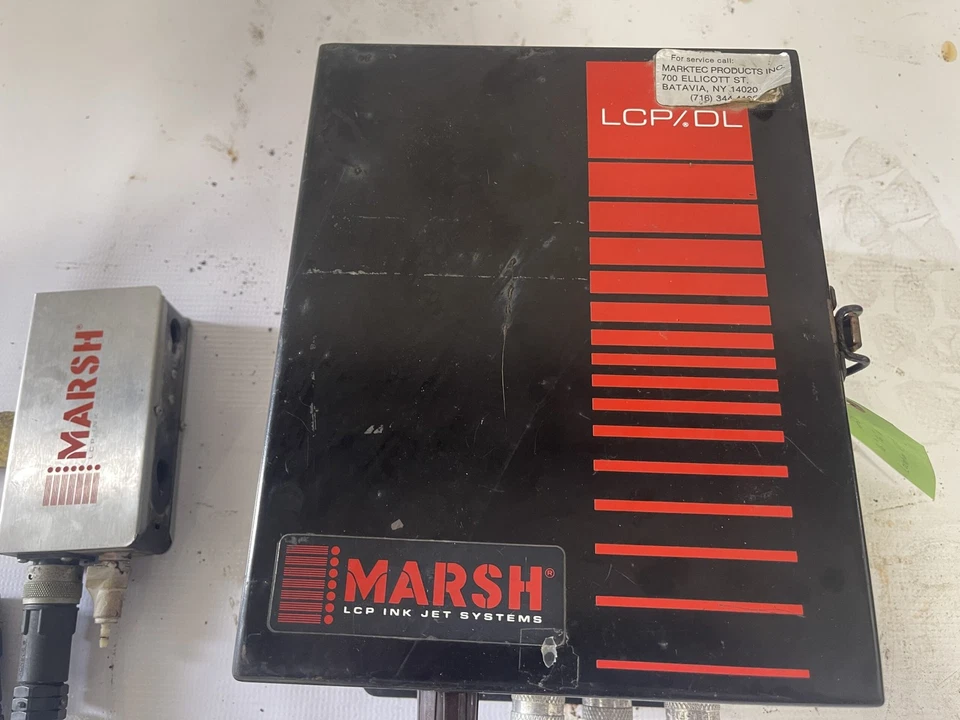 For service call:
MARKTEC PRODUCTS INC.
700 ELLICOTT ST.
BATAVIA, NY 14020
(716)
LCP/.DL
MARSH
MARSH®
LCP INK JET SYSTEMS